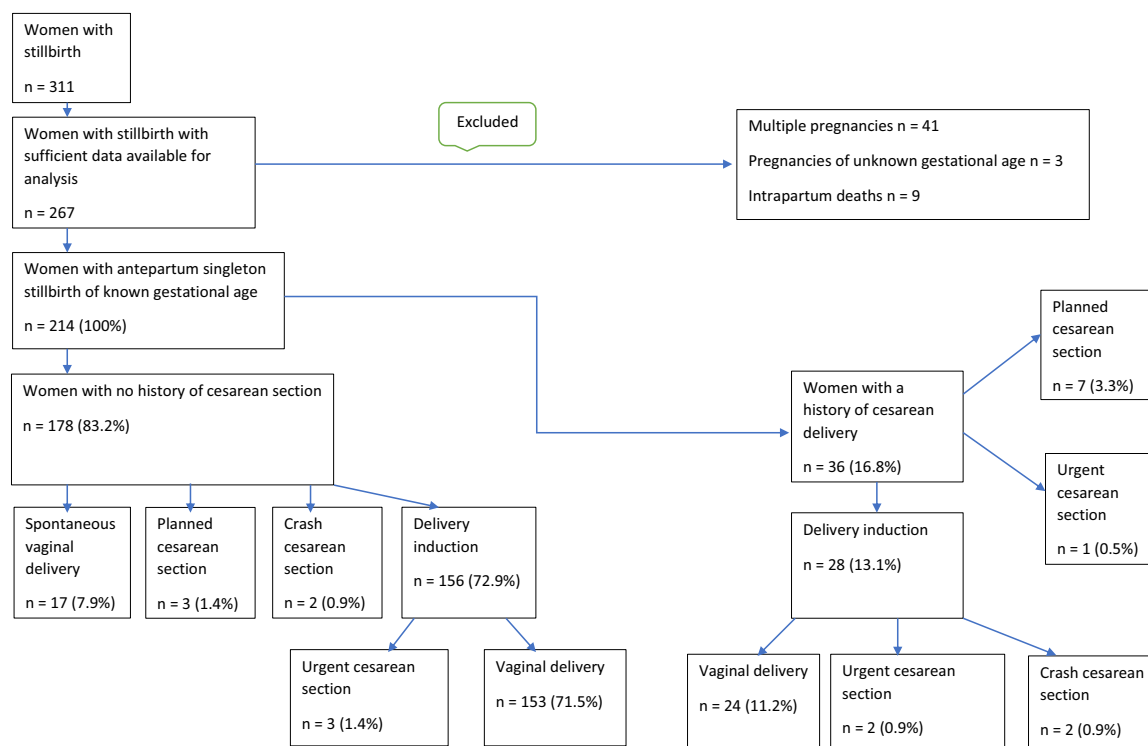 Women with
stillbirth
n = 311
Women with stillbirth with
sufficient data available for
analysis
n = 267
Excluded
Multiple pregnancies n = 41
Pregnancies of unknown gestational age n = 3
Intrapartum deaths n = 9
Women with antepartum singleton
stillbirth of known gestational age
n = 214 (100%)
Women with no history of cesarean section
n = 178 (83.2%)
Women with a
history of cesarean
delivery
n = 36 (16.8%)
Planned
cesarean
section
n = 7 (3.3%)
Urgent
cesarean
section
n = 1 (0.5%)
Spontaneous
vaginal
delivery
n = 17 (7.9%)
Planned
cesarean
section
n = 3 (1.4%)
Crash
cesarean
section
n = 2 (0.9%)
Delivery
induction
n = 156 (72.9%)
Delivery induction
n = 28 (13.1%)
Urgent cesarean
section
n = 3 (1.4%)
Vaginal delivery
n = 153 (71.5%)
Vaginal delivery
n = 24 (11.2%)
Urgent cesarean
section
n = 2 (0.9%)
Crash cesarean
section
n = 2 (0.9%)